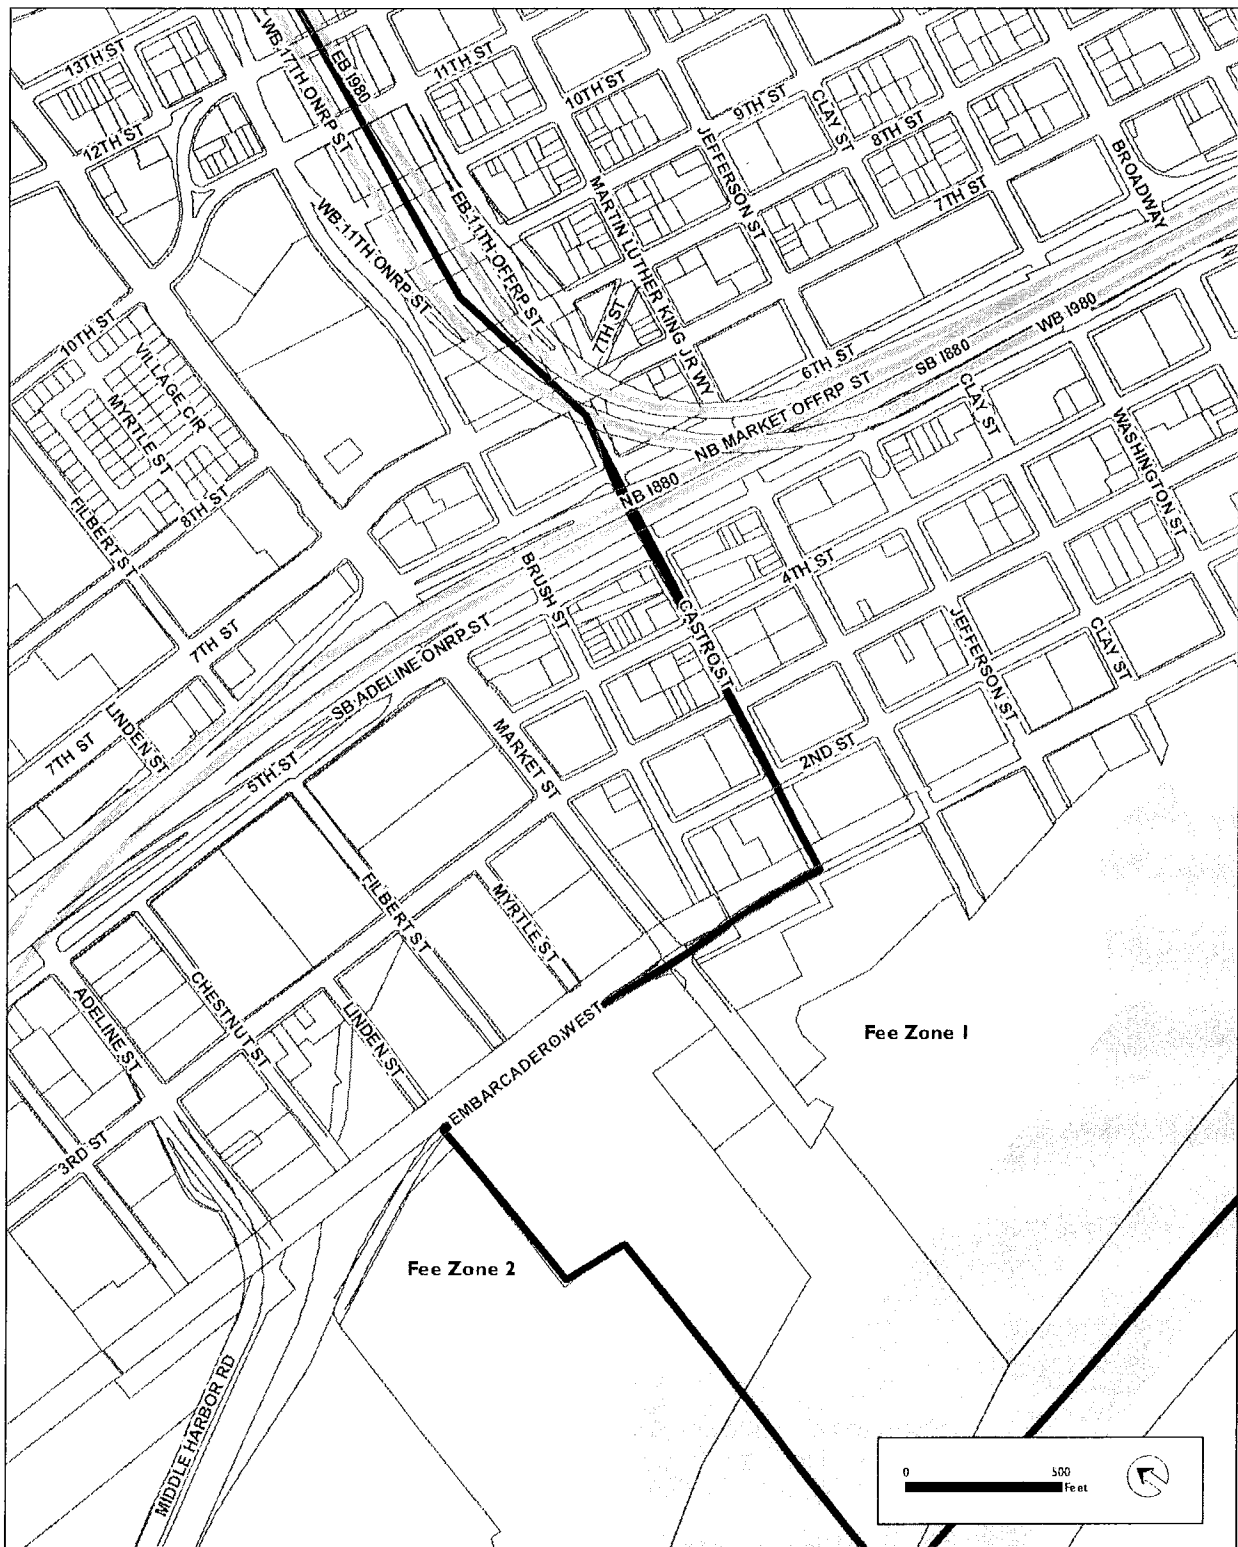 WB 17TH ONRP ST
EB I980
13TH ST
11TH ST
10TH ST
9TH ST
CLAY ST
8TH ST
12TH ST
JEFFERSON ST
BROADWAY
7TH ST
MARTIN LUTHER KING JR WY
EB 11TH OFFRP ST
WB 11TH ONRP ST
7TH ST
10TH ST
VILLAGE CIR
MYRTLE ST
6TH ST
SB I880
WB I980
NB MARKET OFFRP ST
CLAY ST
WASHINGTON ST
NB I880
8TH ST
FILBERT ST
BRUSH ST
4TH ST
CASTRO ST
JEFFERSON ST
CLAY ST
7TH ST
SB ADELINE ONRP ST
LINDEN ST
7TH ST
5TH ST
MARKET ST
2ND ST
FILBERT ST
MYRTLE ST
CHESTNUT ST
ADELINE ST
LINDEN ST
EMBARCADERO WEST
Fee Zone 1
3RD ST
Fee Zone 2
MIDDLE HARBOR RD
0 500
Feet